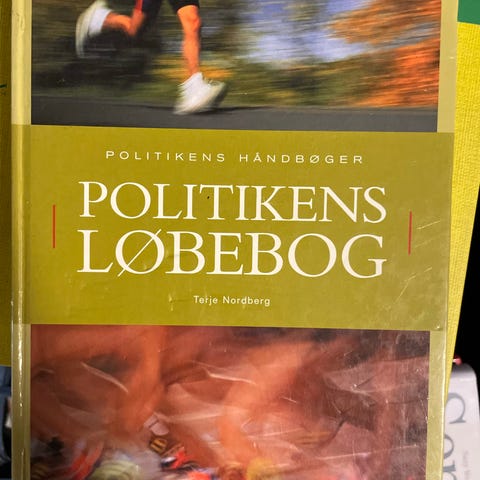 POLITIKENS HÅNDBØGER
POLITIKENS
LØBEBOG
Terje Nordberg